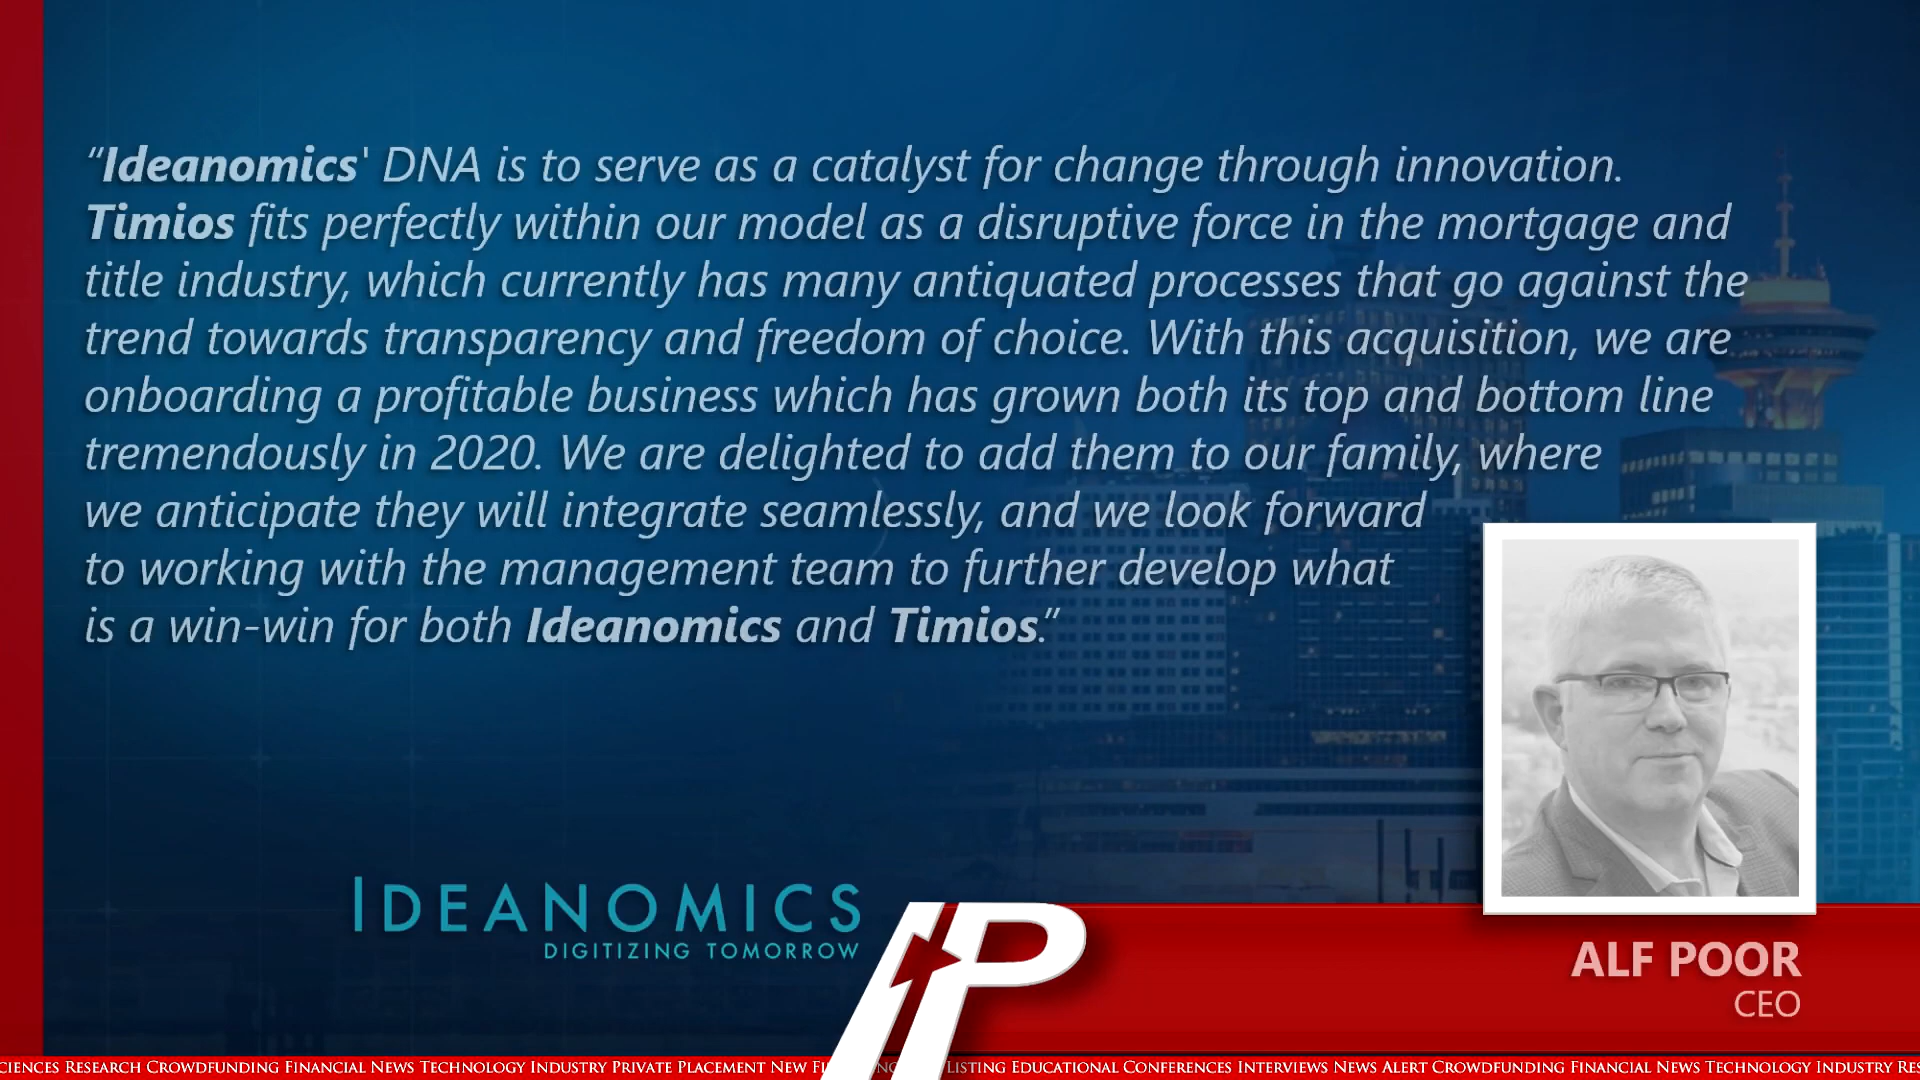 “Ideanomics' DNA is to serve as a catalyst for change through innovation.
Timios fits perfectly within our model as a disruptive force in the mortgage and
title industry, which currently has many antiquated processes that go against the
trend towards transparency and freedom of choice. With this acquisition, we are
onboarding a profitable business which has grown both its top and bottom line
tremendously in 2020. We are delighted to add them to our family, where
we anticipate they will integrate seamlessly, and we look forward
to working with the management team to further develop what
is a win-win for both Ideanomics and Timios.”
IDEANOMICS
DIGITIZING TOMORROW
IP
ALF POOR
CEO
CIENCES RESEARCH CROWDFUNDING FINANCIAL NEWS TECHNOLOGY INDUSTRY PRIVATE PLACEMENT NEW LISTING EDUCATIONAL CONFERENCES INTERVIEWS NEWS ALERT CROWDFUNDING FINANCIAL NEWS TECHNOLOGY INDUSTRY RES